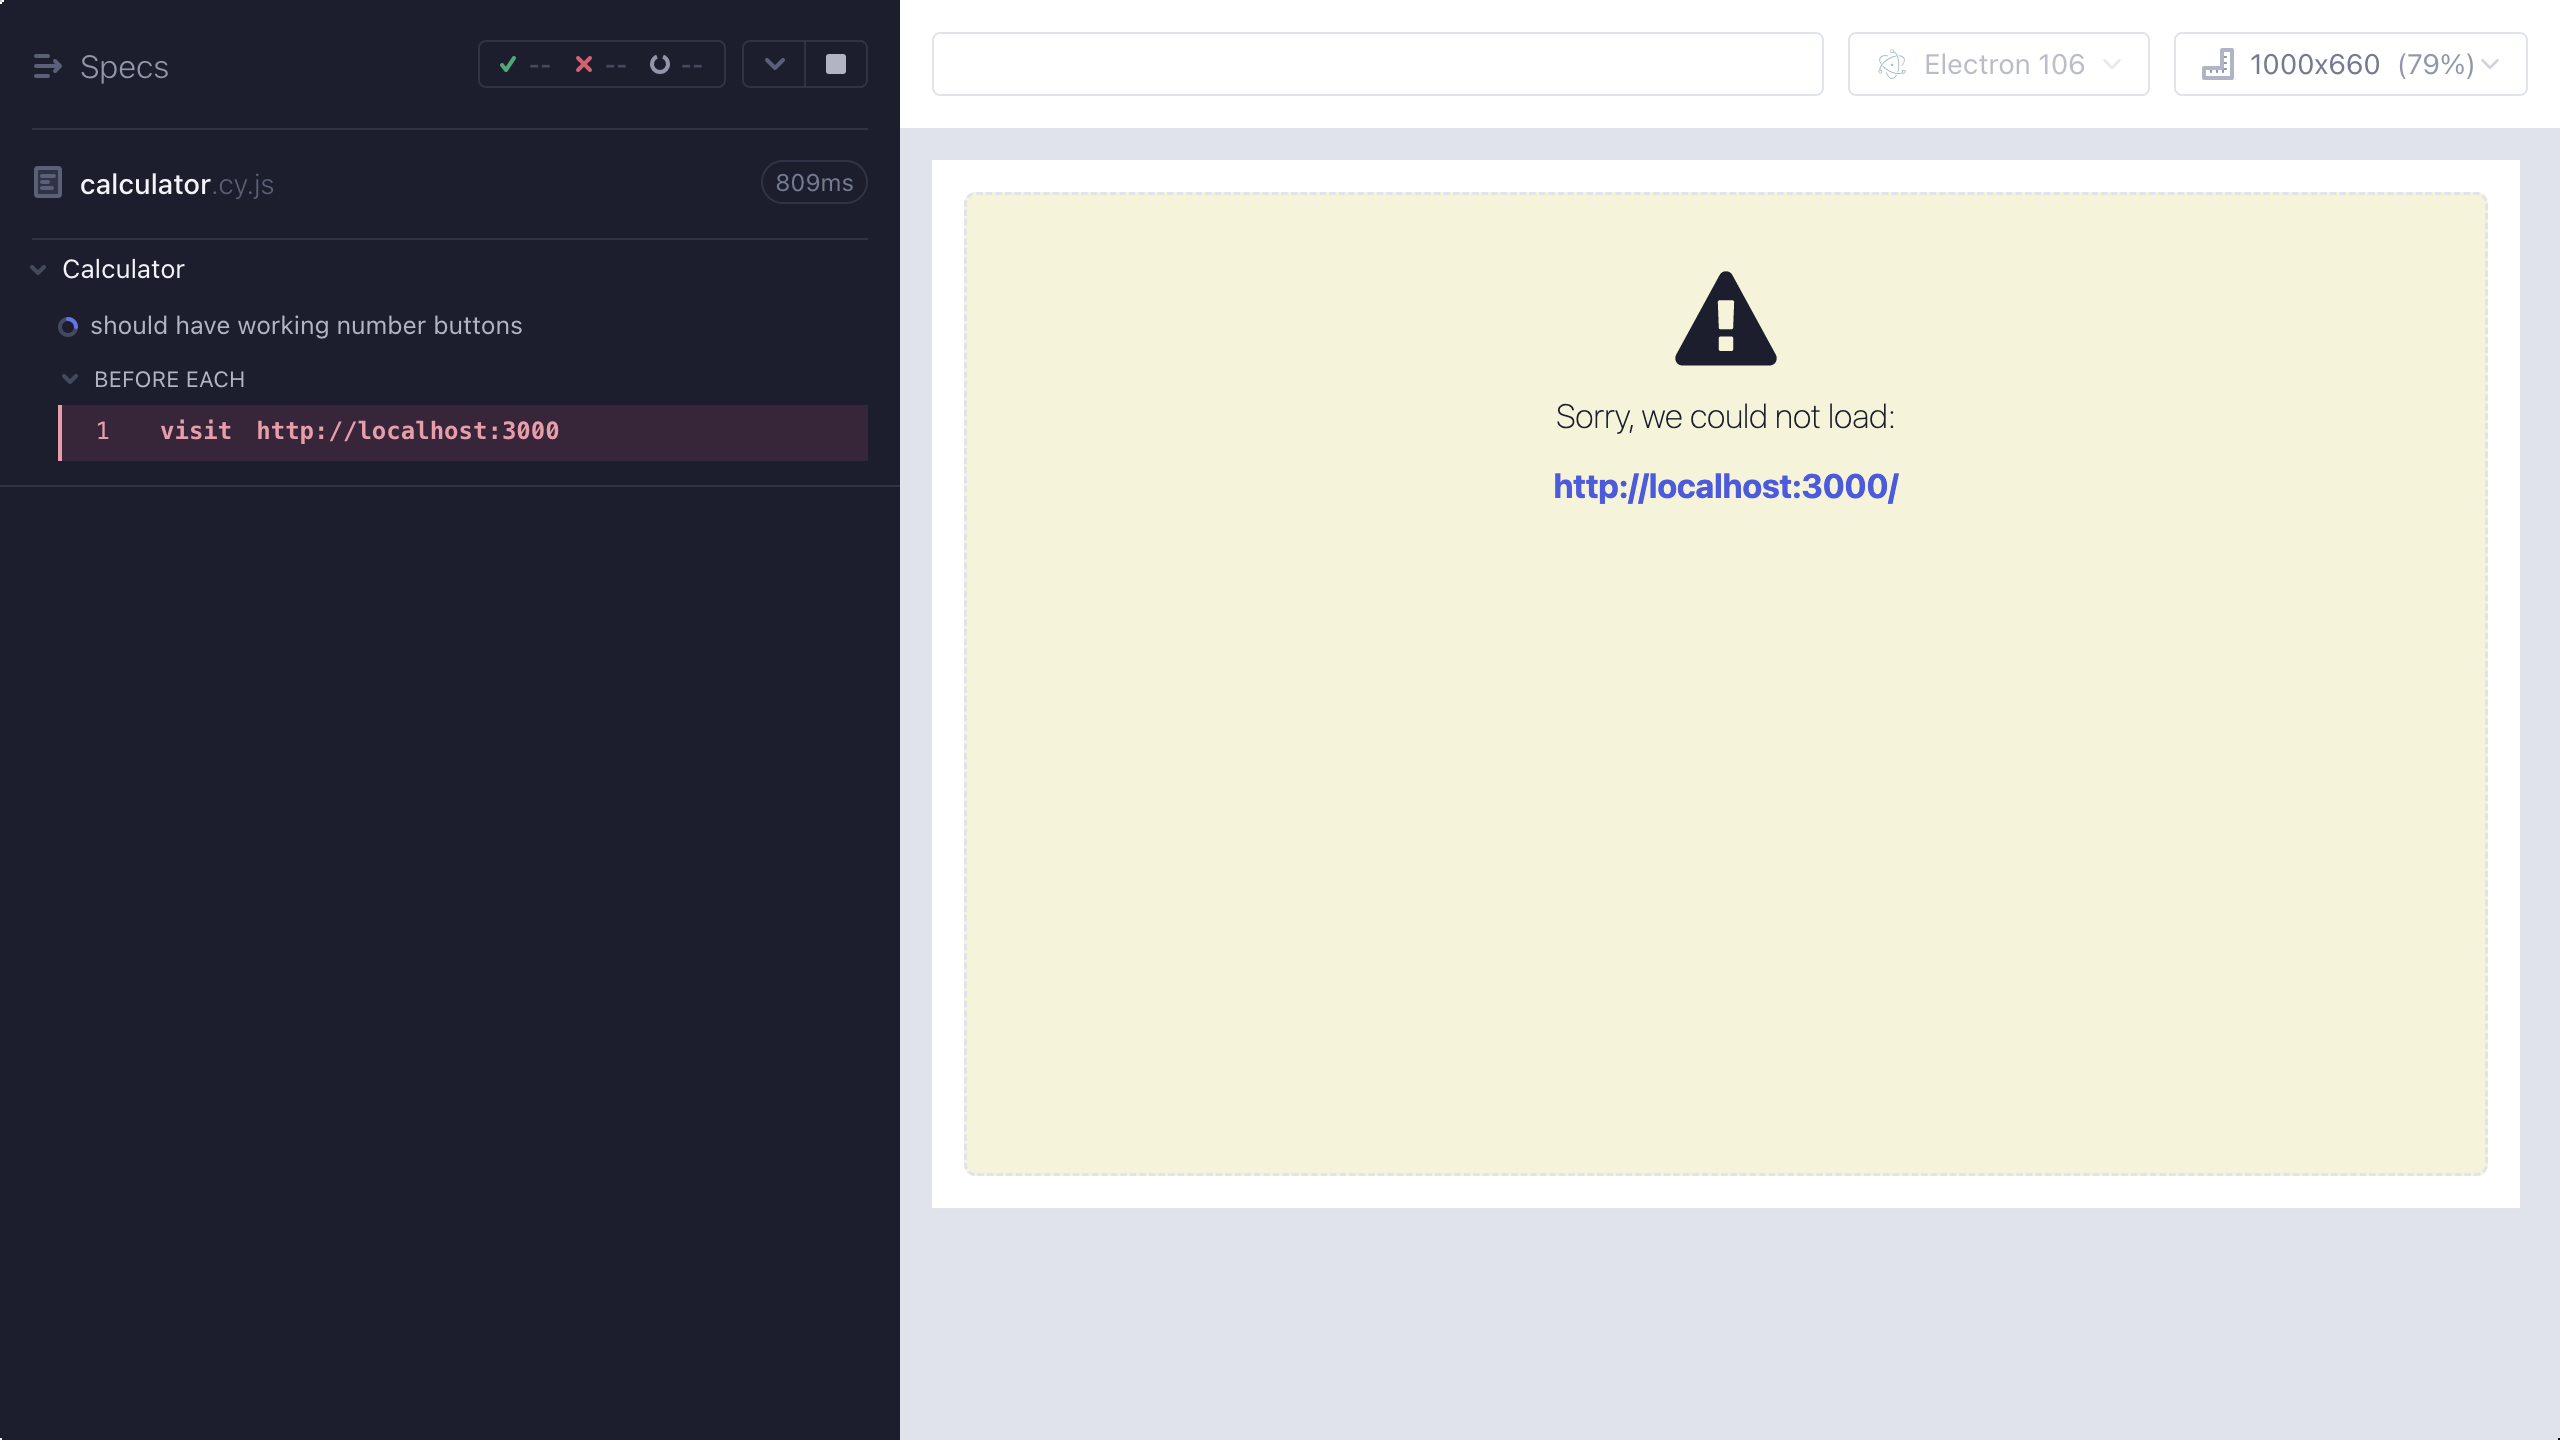 Specs
-- -- --
calculator.cy.js
809ms
Calculator
should have working number buttons
BEFORE EACH
1 visit http://localhost:3000
Electron 106
1000x660 (79%)
Sorry, we could not load:
http://localhost:3000/